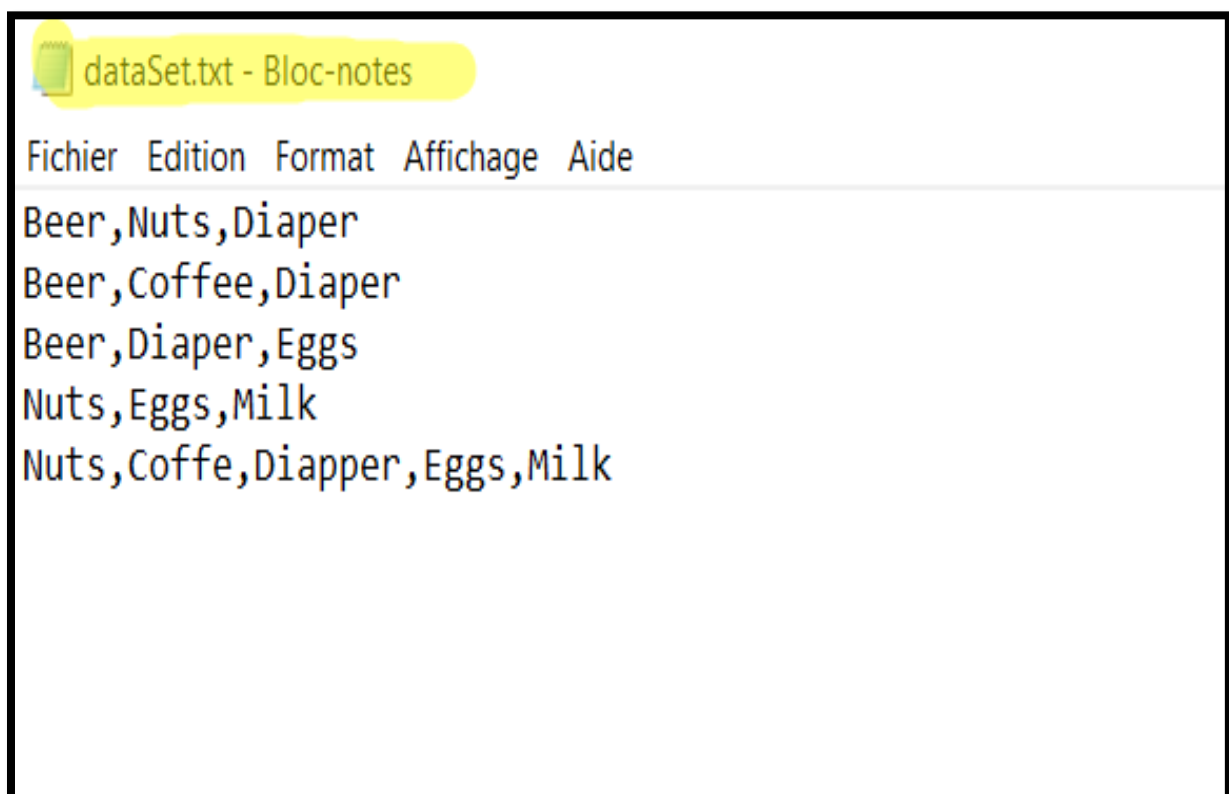 dataSet.txt - Bloc-notes
Fichier Edition Format Affichage Aide
Beer,Nuts,Diaper
Beer,Coffee,Diaper
Beer,Diaper,Eggs
Nuts,Eggs,Milk
Nuts,Coffe,Diapper,Eggs,Milk